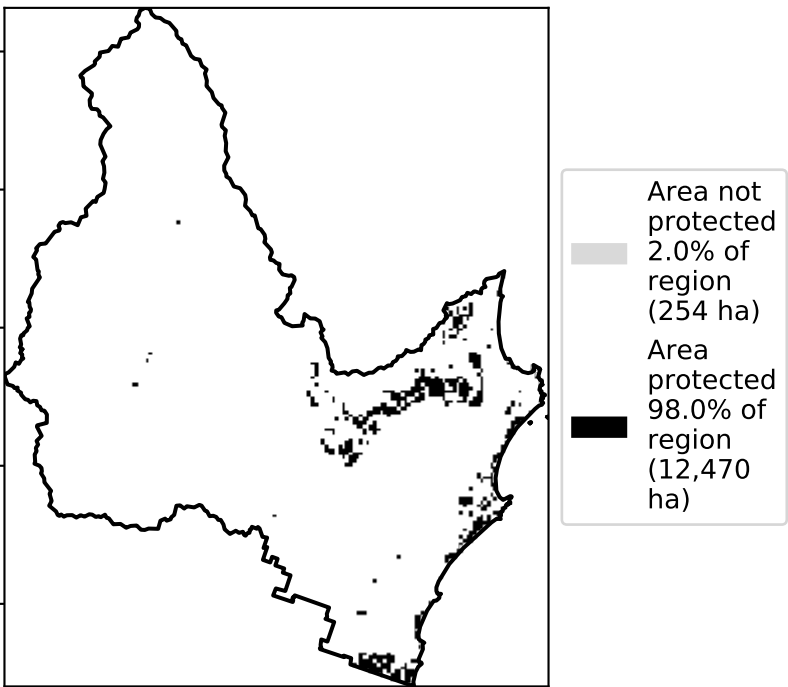 Area not
protected
2.0% of
region
(254 ha)
Area
protected
98.0% of
region
(12,470
ha)